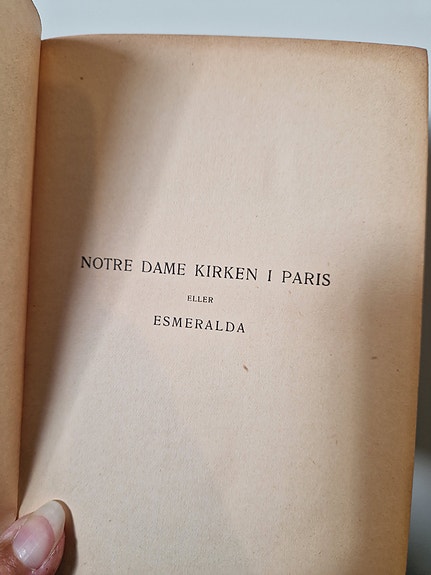 NOTRE DAME KIRKEN I PARIS
ELLER
ESMERALDA